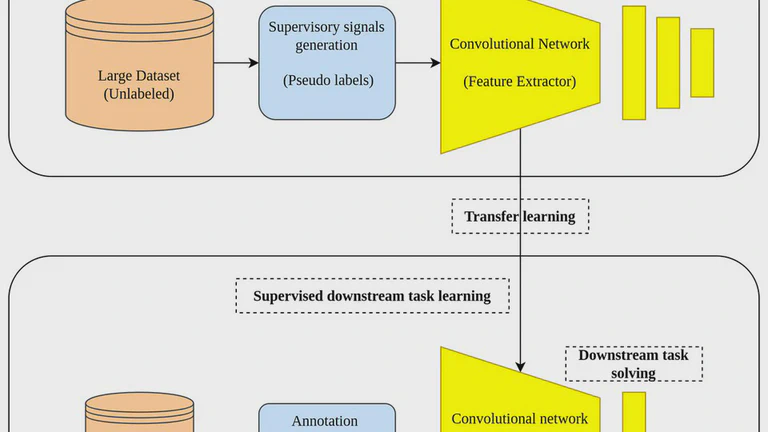 Large Dataset
(Unlabeled)
Supervisory signals
generation
(Pseudo labels)
Convolutional Network
(Feature Extractor)
Transfer learning
Supervised downstream task learning
Downstream task
solving
Annotation
Convolutional network